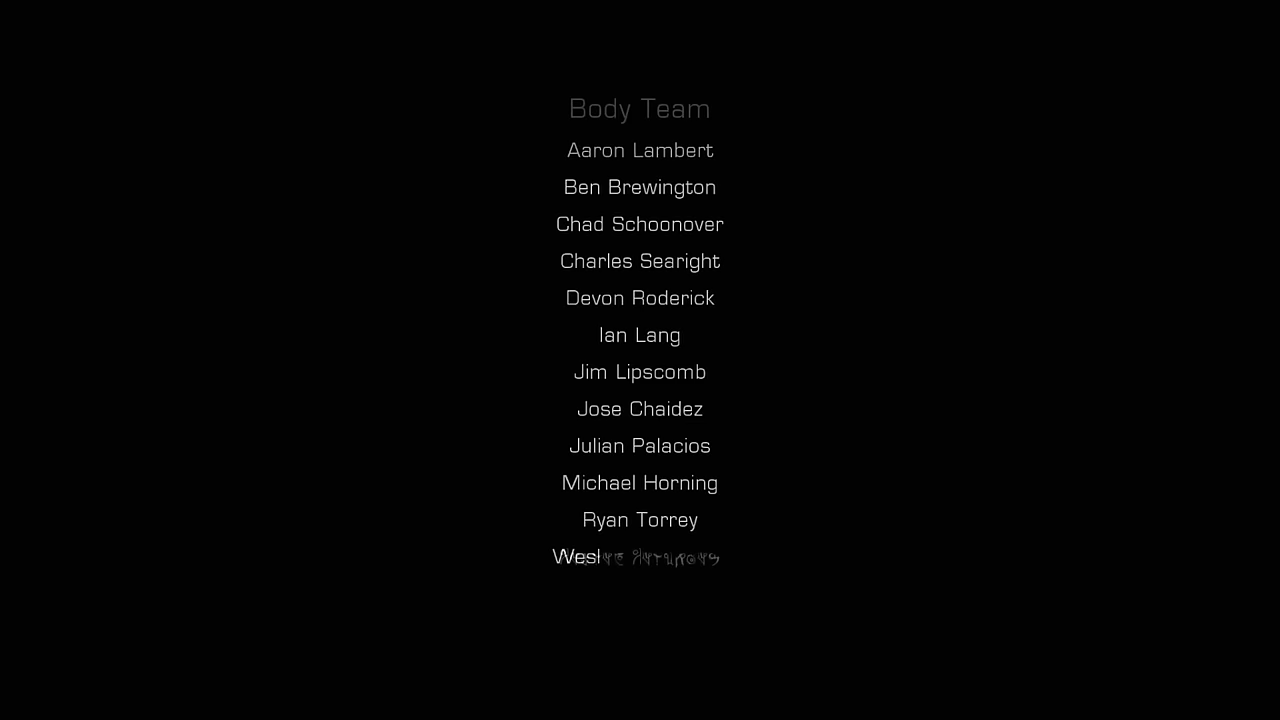 Body Team
Aaron Lambert
Ben Brewington
Chad Schoonover
Charles Searight
Devon Roderick
Ian Lang
Jim Lipscomb
Jose Chaidez
Julian Palacios
Michael Horning
Ryan Torrey
Wesl